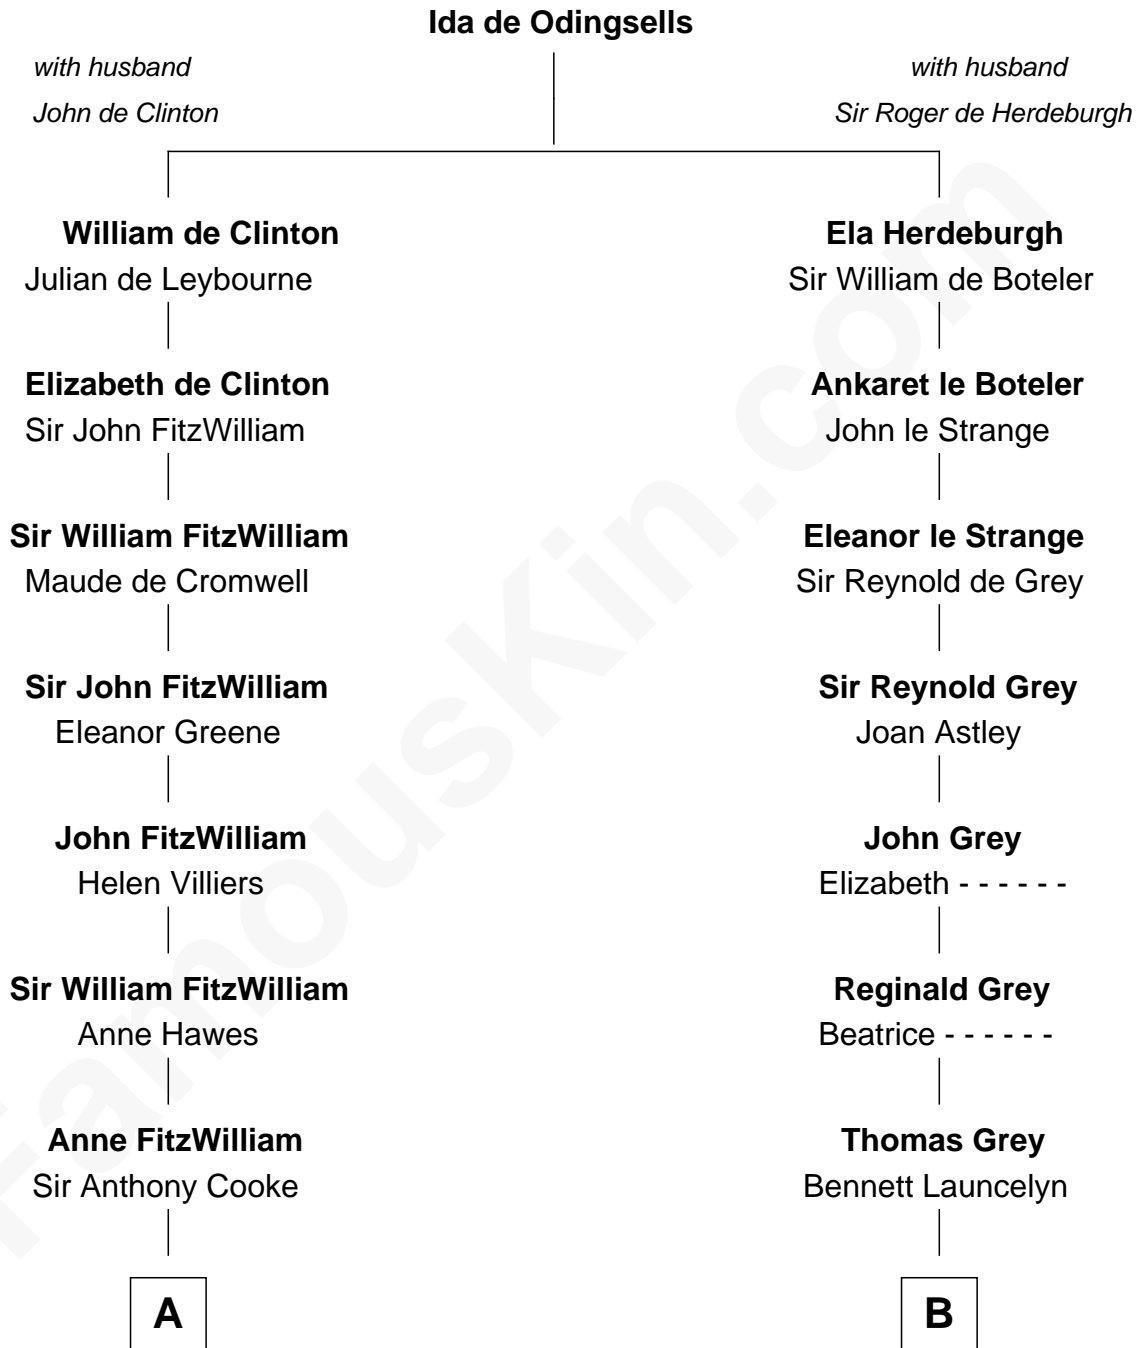 Ida de Odingsells
with husband
John de Clinton
with husband
Sir Roger de Herdeburgh
William de Clinton
Julian de Leybourne
Ela Herdeburgh
Sir William de Boteler
Elizabeth de Clinton
Sir John FitzWilliam
Ankaret le Boteler
John le Strange
Sir William FitzWilliam
Maude de Cromwell
Eleanor le Strange
Sir Reynold de Grey
Sir John FitzWilliam
Eleanor Greene
Sir Reynold Grey
Joan Astley
John FitzWilliam
Helen Villiers
John Grey
Elizabeth - - - - - -
Sir William FitzWilliam
Anne Hawes
Reginald Grey
Beatrice - - - - - -
Anne FitzWilliam
Sir Anthony Cooke
Thomas Grey
Bennett Launcelyn
A
B
FamousKin.com